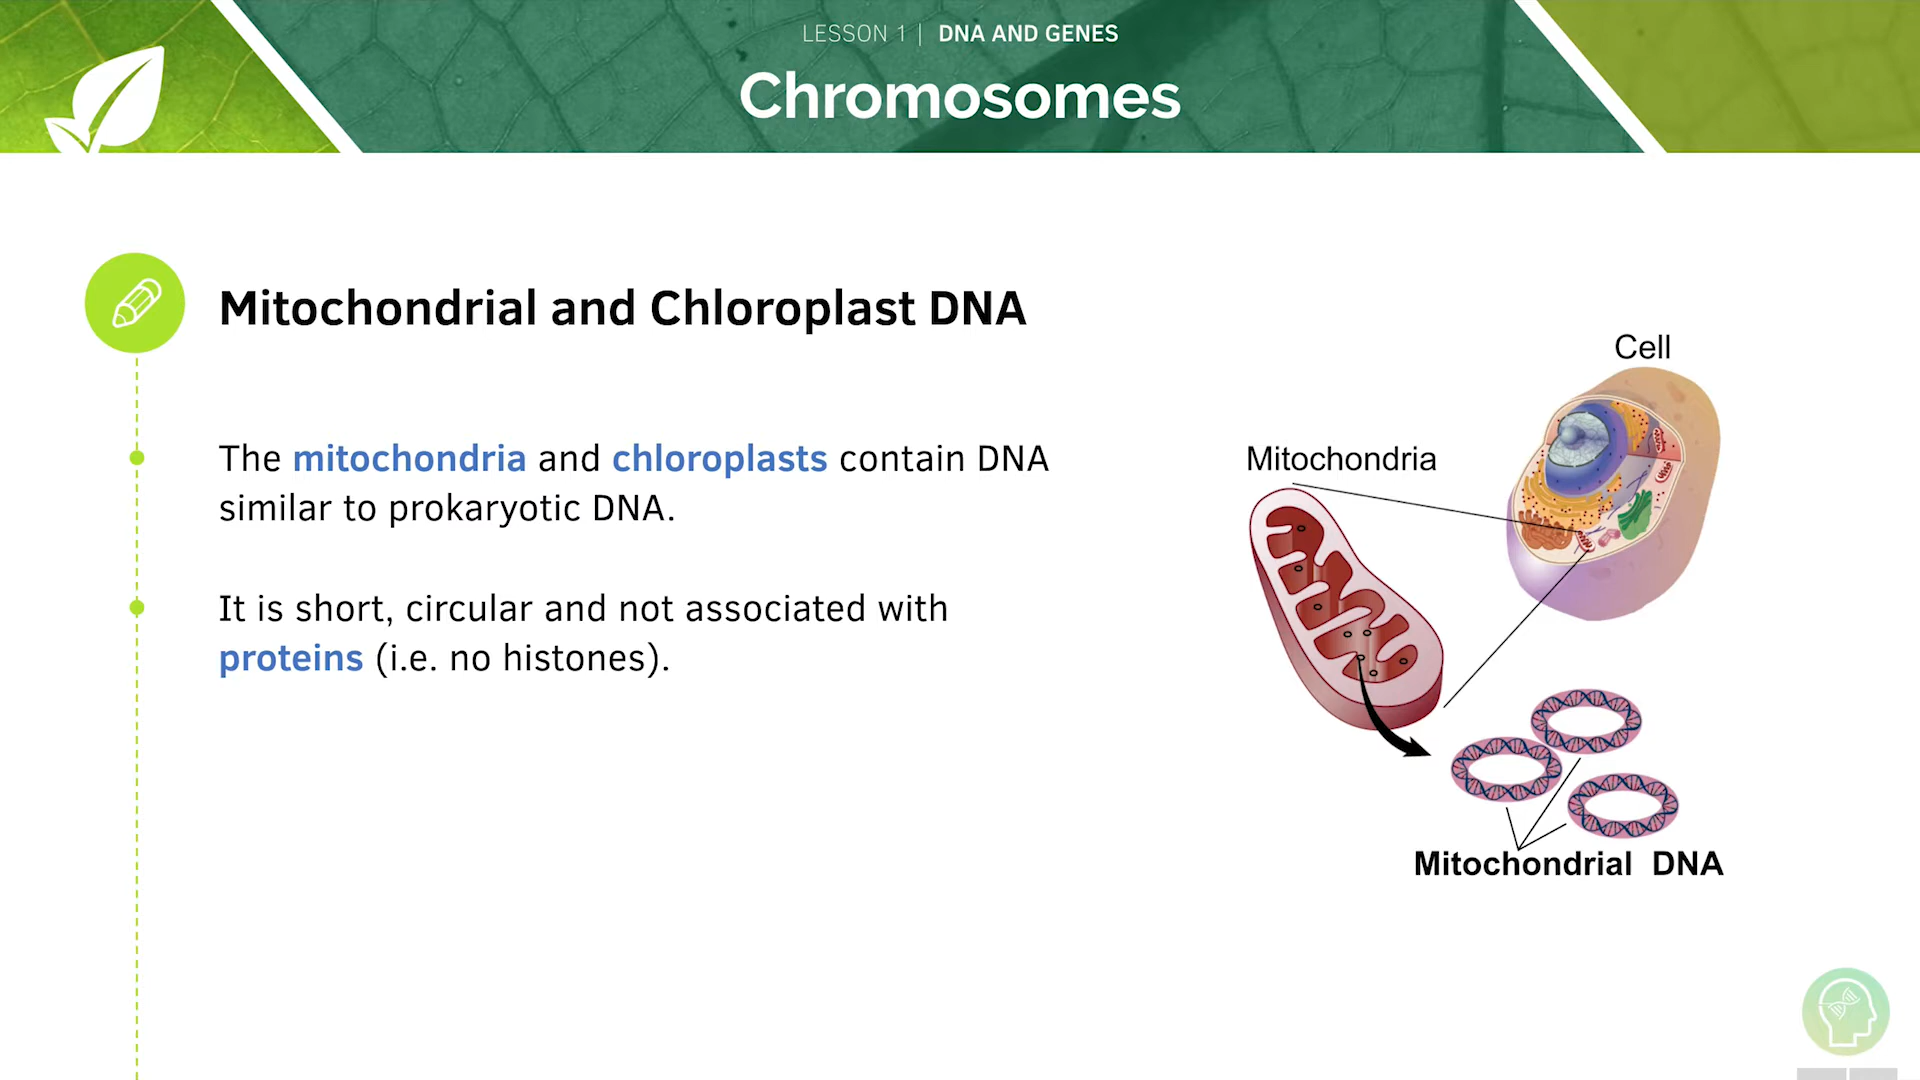 LESSON 1 | DNA AND GENES
Chromosomes
Mitochondrial and Chloroplast DNA
The mitochondria and chloroplasts contain DNA
similar to prokaryotic DNA.
It is short, circular and not associated with
proteins (i.e. no histones).
Cell
Mitochondria
Mitochondrial DNA